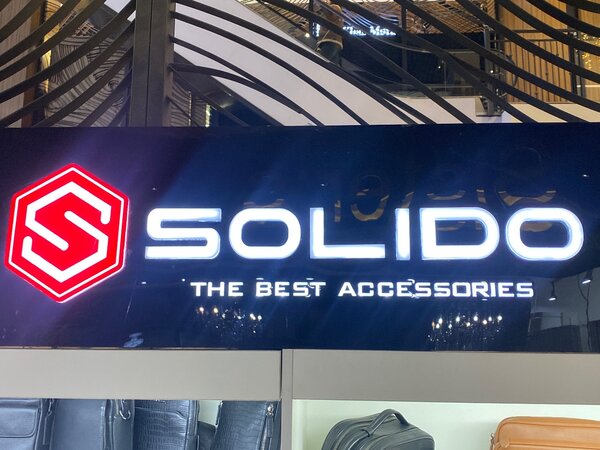 S SOLIDO
THE BEST ACCESSORIES